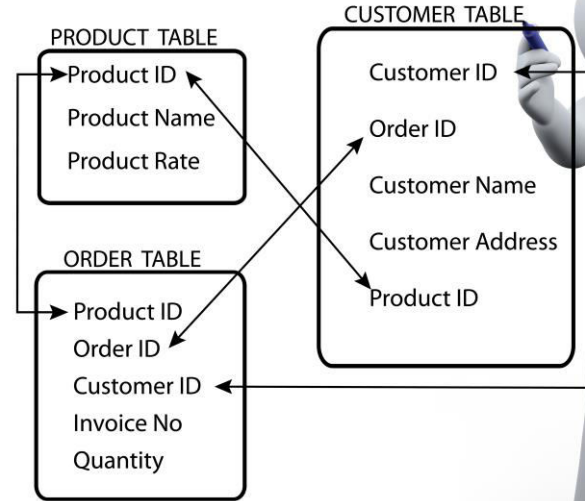 PRODUCT TABLE
Product ID
Product Name
Product Rate
CUSTOMER TABLE
Customer ID
Order ID
Customer Name
Customer Address
Product ID
ORDER TABLE
Product ID
Order ID
Customer ID
Invoice No
Quantity